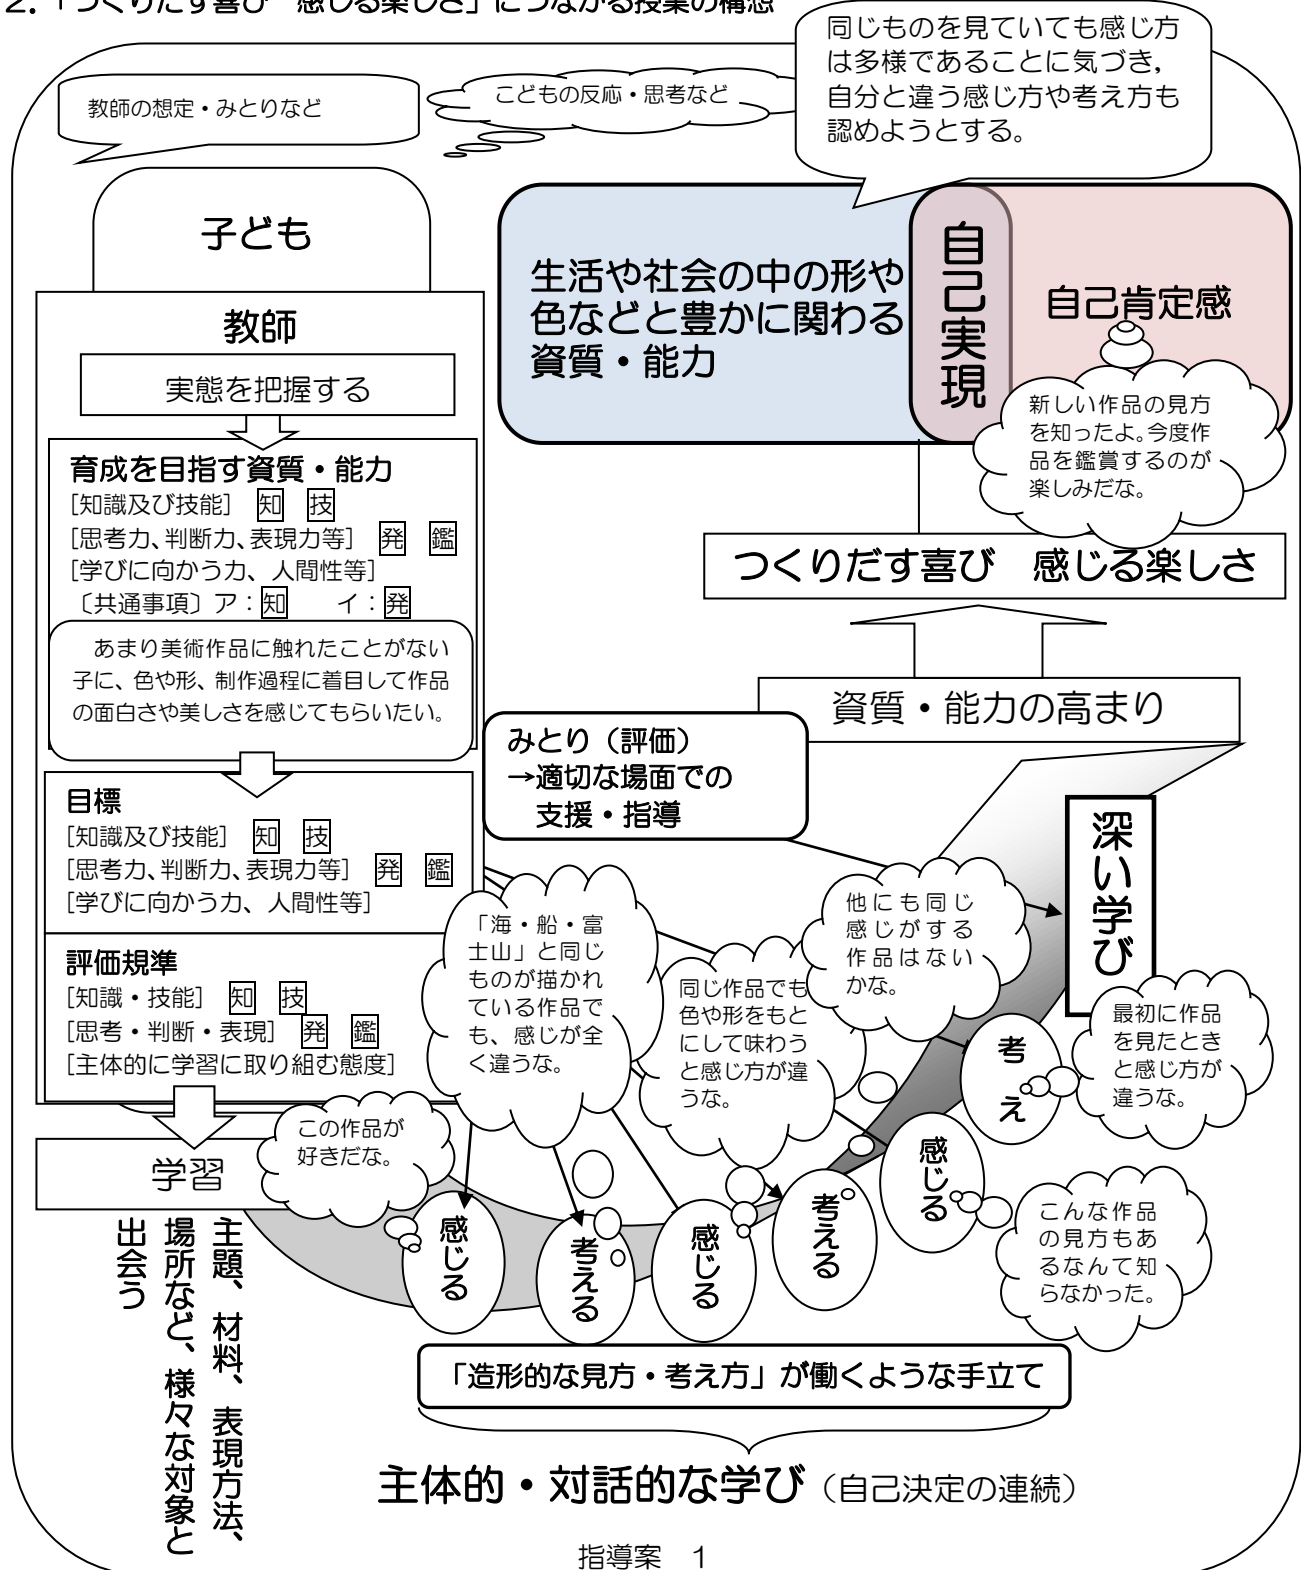 2.「つくりだす喜び　感じる楽しさ」につながる授業の構想
教師の想定・みとりなど
こどもの反応・思考など
同じものを見ていても感じ方
は多様であることに気づき,
自分と違う感じ方や考え方も
認めようとする。
子ども
教師
実態を把握する
育成を目指す資質・能力
[知識及び技能]　知　技
[思考力、判断力、表現力等]　発　鑑
[学びに向かう力、人間性等]
〔共通事項〕ア：知　　イ：発
あまり美術作品に触れたことがない
子に、色や形、制作過程に着目して作品
の面白さや美しさを感じてもらいたい。
目標
[知識及び技能]　知　技
[思考力、判断力、表現力等]　発　鑑
[学びに向かう力、人間性等]
評価規準
[知識・技能]　知　技
[思考・判断・表現]　発　鑑
[主体的に学習に取り組む態度]
学習
主題、材料、表現方法、
場所など、様々な対象と
出会う
生活や社会の中の形や
色などと豊かに関わる
資質・能力
自己実現
自己肯定感
新しい作品の見方
を知ったよ。今度作
品を鑑賞するのが
楽しみだな。
つくりだす喜び　感じる楽しさ
資質・能力の高まり
みとり（評価）
→適切な場面での
支援・指導
深い学び
この作品が
好きだな。
「海・船・富
士山」と同じ
ものが描かれ
ている作品で
も、感じが全
く違うな。
同じ作品でも
色や形をもと
にして味わう
と感じ方が違
うな。
他にも同じ
感じがする
作品はない
かな。
最初に作品
を見たとき
と感じ方が
違うな。
こんな作品
の見方もあ
るなんて知
らなかった。
感じる
考える
感じる
考える
感じる
考え
「造形的な見方・考え方」が働くような手立て
主体的・対話的な学び（自己決定の連続）
指導案　1